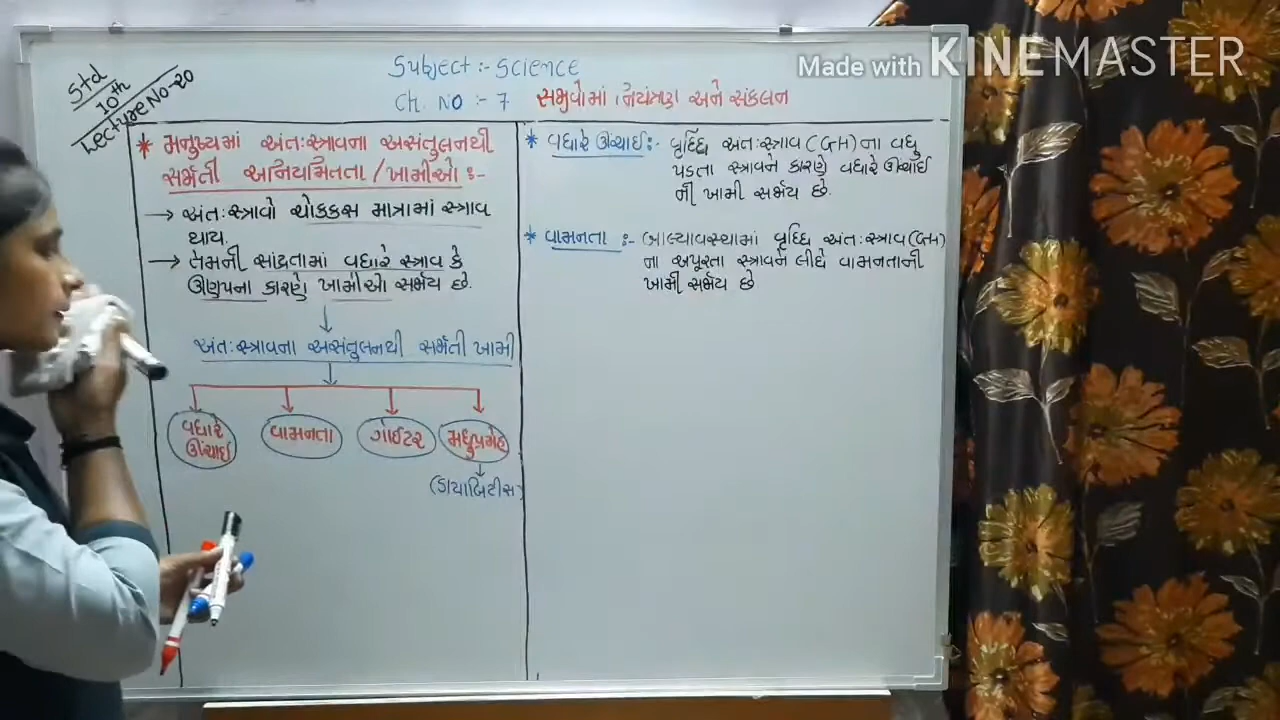 Made with KINEMASTER
Std
10th
Lecture No-20
Subject :- Science
Ch. No :- 7 સજીવોમાં નિયંત્રણ અને સંકલન
* મનુષ્યમાં અંતઃસ્ત્રાવના અસંતુલનથી
સર્જાતી અનિયમિતતા / ખામીઓ :-
→ અંતઃસ્ત્રાવો ચોકકસ માત્રામાં સ્ત્રાવ
થાય.
→ તેમની સાંદ્રતામાં વધારે સ્ત્રાવ કે
ઊણપના કારણે ખામીઓ સર્જાય છે.
અંતઃસ્ત્રાવના અસંતુલનથી સર્જાતી ખામી
વધારે
ઊંચાઈ
વામનતા
ગોઈટર
મધુપ્રમેહ
(ડાયાબિટીસ)
* વધારે ઊંચાઈ :- વૃધ્ધિ અંતઃસ્ત્રાવ (GH) ના વધુ
પડતા સ્ત્રાવને કારણે વધારે ઊંચાઈ
ની ખામી સર્જાય છે.
* વામનતા :- બાલ્યાવસ્થામાં વૃધ્ધિ અંતઃસ્ત્રાવ (GH)
ના અપૂરતા સ્ત્રાવને લીધે વામનતાની
ખામી સર્જાય છે